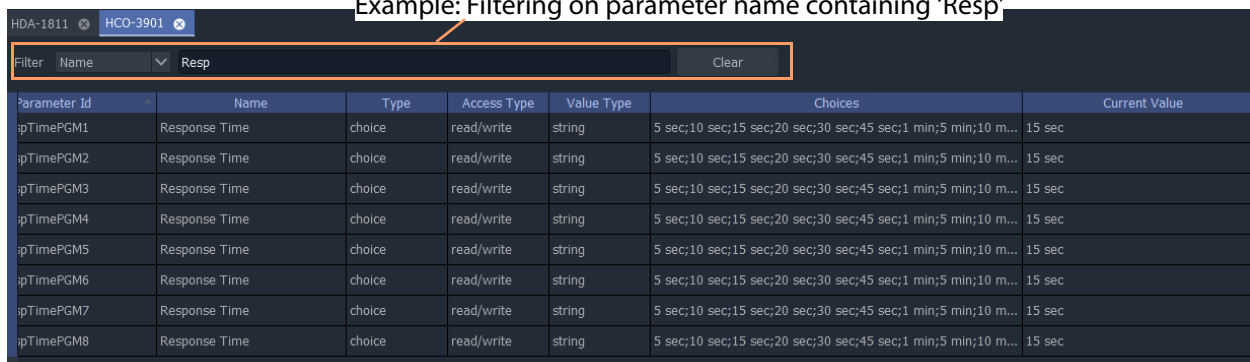 Example: Filtering on parameter name containing 'Resp'
HDA-1811 HCO-3901
Filter Name Resp Clear
Parameter Id Name Type Access Type Value Type Choices Current Value
spTimePGM1 Response Time choice read/write string 5 sec;10 sec;15 sec;20 sec;30 sec;45 sec;1 min;5 min;10 m... 15 sec
spTimePGM2 Response Time choice read/write string 5 sec;10 sec;15 sec;20 sec;30 sec;45 sec;1 min;5 min;10 m... 15 sec
spTimePGM3 Response Time choice read/write string 5 sec;10 sec;15 sec;20 sec;30 sec;45 sec;1 min;5 min;10 m... 15 sec
spTimePGM4 Response Time choice read/write string 5 sec;10 sec;15 sec;20 sec;30 sec;45 sec;1 min;5 min;10 m... 15 sec
spTimePGM5 Response Time choice read/write string 5 sec;10 sec;15 sec;20 sec;30 sec;45 sec;1 min;5 min;10 m... 15 sec
spTimePGM6 Response Time choice read/write string 5 sec;10 sec;15 sec;20 sec;30 sec;45 sec;1 min;5 min;10 m... 15 sec
spTimePGM7 Response Time choice read/write string 5 sec;10 sec;15 sec;20 sec;30 sec;45 sec;1 min;5 min;10 m... 15 sec
spTimePGM8 Response Time choice read/write string 5 sec;10 sec;15 sec;20 sec;30 sec;45 sec;1 min;5 min;10 m... 15 sec